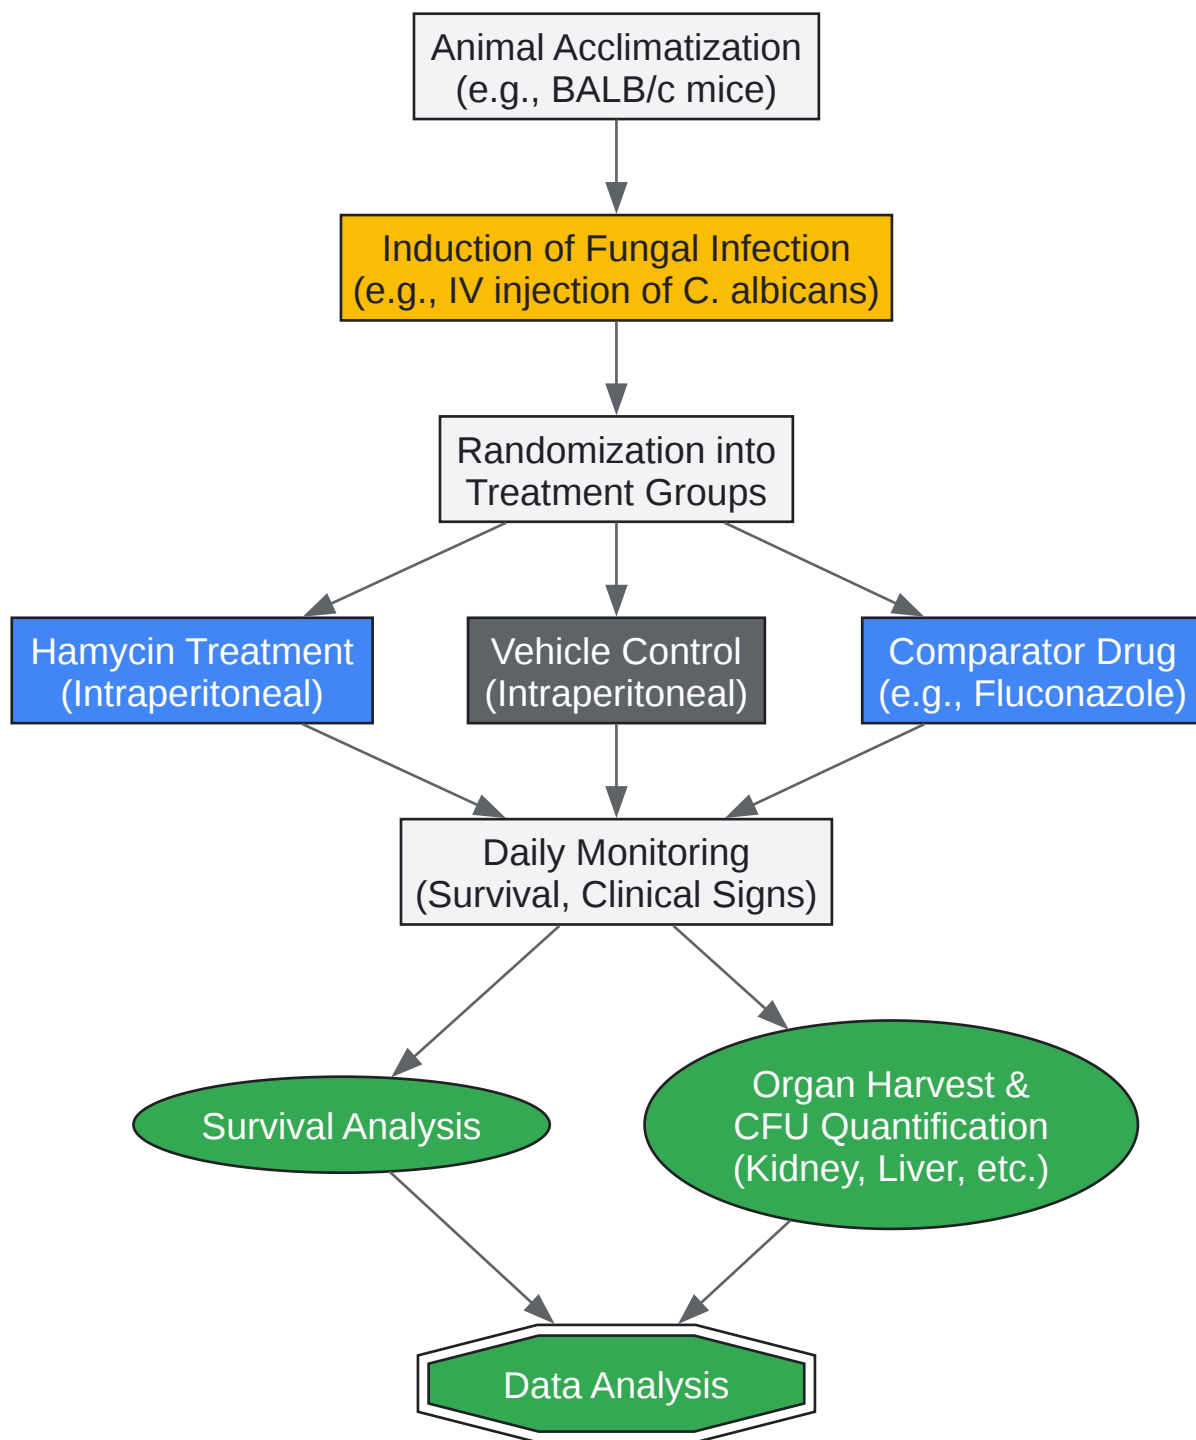 Animal Acclimatization
(e.g., BALB/c mice)
Induction of Fungal Infection
(e.g., IV injection of C. albicans)
Randomization into
Treatment Groups
Hamycin Treatment
(Intraperitoneal)
Vehicle Control
(Intraperitoneal)
Comparator Drug
(e.g., Fluconazole)
Daily Monitoring
(Survival, Clinical Signs)
Survival Analysis
Organ Harvest &
CFU Quantification
(Kidney, Liver, etc.)
Data Analysis